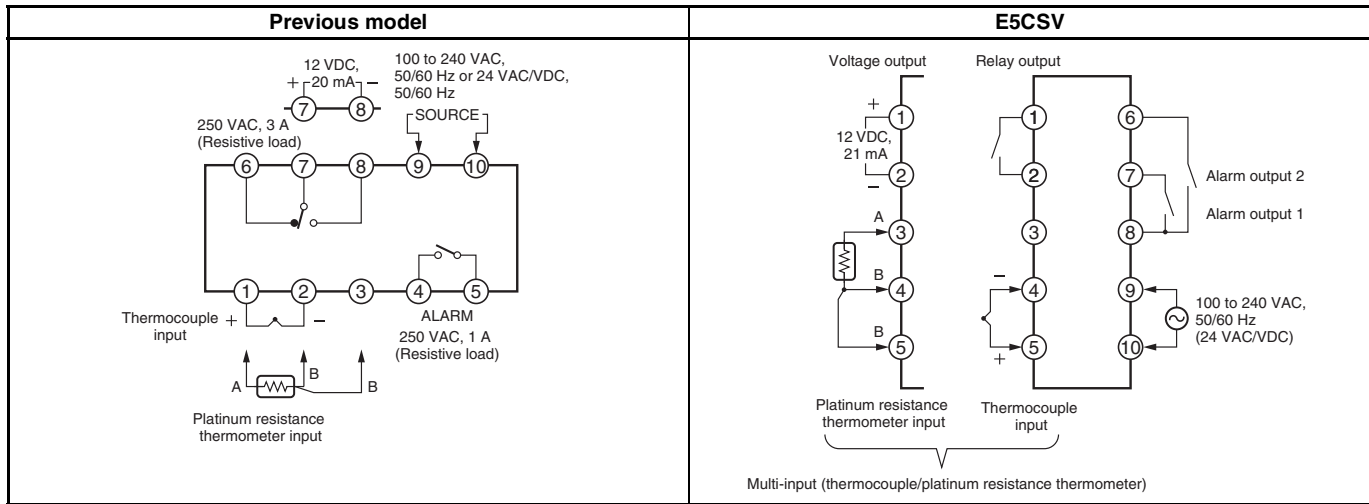 Previous model
E5CSV
12 VDC,
20 mA
+
−
7
8
100 to 240 VAC,
50/60 Hz or 24 VAC/VDC,
50/60 Hz
SOURCE
250 VAC, 3 A
(Resistive load)
6
7
8
9
10
1
2
3
4
5
Thermocouple
input
+
−
ALARM
250 VAC, 1 A
(Resistive load)
A
B
B
Platinum resistance
thermometer input
Voltage output
Relay output
+
1
12 VDC,
21 mA
2
−
A
3
B
4
B
5
1
2
3
−
4
+
5
6
7
8
9
10
Alarm output 2
Alarm output 1
100 to 240 VAC,
50/60 Hz
(24 VAC/VDC)
Platinum resistance
thermometer input
Thermocouple
input
Multi-input (thermocouple/platinum resistance thermometer)